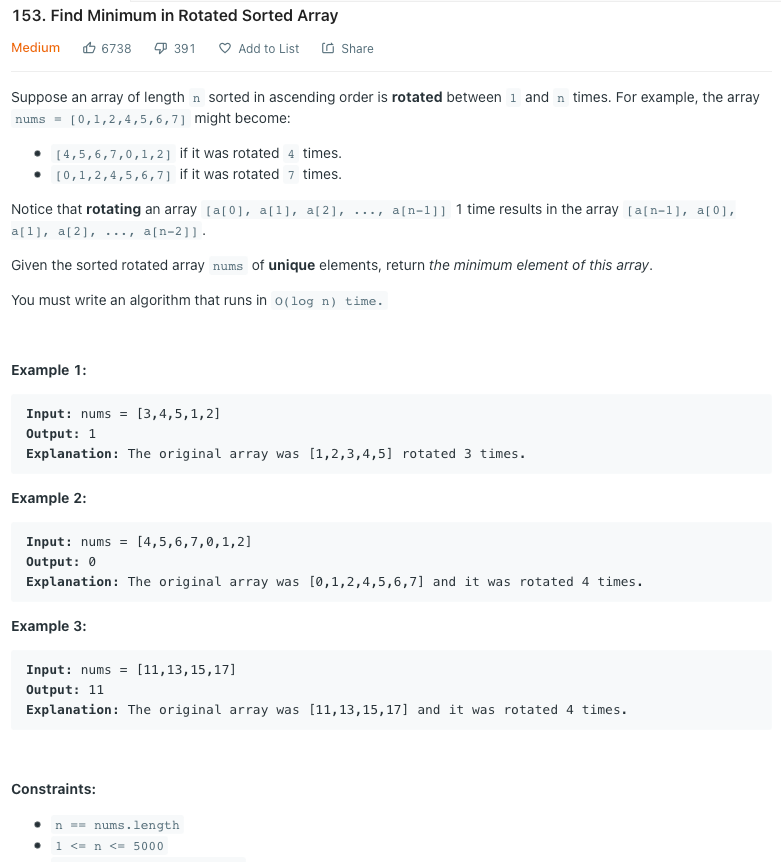 153. Find Minimum in Rotated Sorted Array
Medium 6738 391 Add to List Share
Suppose an array of length n sorted in ascending order is rotated between 1 and n times. For example, the array
nums = [0,1,2,4,5,6,7] might become:
• [4,5,6,7,0,1,2] if it was rotated 4 times.
• [0,1,2,4,5,6,7] if it was rotated 7 times.
Notice that rotating an array [a[0], a[1], a[2], ..., a[n-1]] 1 time results in the array [a[n-1], a[0],
a[1], a[2], ..., a[n-2]].
Given the sorted rotated array nums of unique elements, return the minimum element of this array.
You must write an algorithm that runs in O(log n) time.
Example 1:
Input: nums = [3,4,5,1,2]
Output: 1
Explanation: The original array was [1,2,3,4,5] rotated 3 times.
Example 2:
Input: nums = [4,5,6,7,0,1,2]
Output: 0
Explanation: The original array was [0,1,2,4,5,6,7] and it was rotated 4 times.
Example 3:
Input: nums = [11,13,15,17]
Output: 11
Explanation: The original array was [11,13,15,17] and it was rotated 4 times.
Constraints:
• n == nums.length
• 1 <= n <= 5000